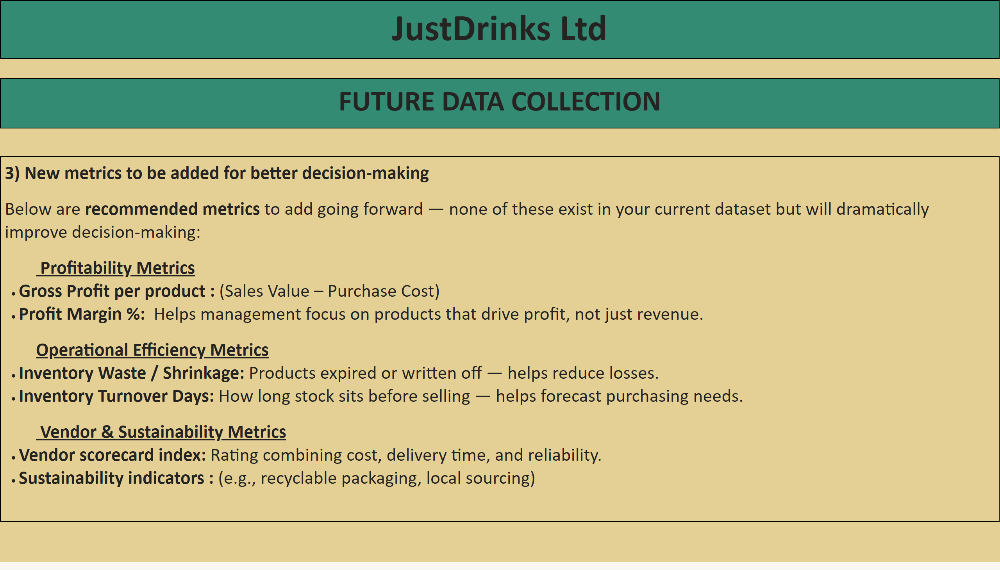 JustDrinks Ltd
FUTURE DATA COLLECTION
3) New metrics to be added for better decision-making
Below are recommended metrics to add going forward — none of these exist in your current dataset but will dramatically
improve decision-making:
Profitability Metrics
• Gross Profit per product : (Sales Value – Purchase Cost)
• Profit Margin %:  Helps management focus on products that drive profit, not just revenue.
Operational Efficiency Metrics
• Inventory Waste / Shrinkage: Products expired or written off — helps reduce losses.
• Inventory Turnover Days: How long stock sits before selling — helps forecast purchasing needs.
Vendor & Sustainability Metrics
• Vendor scorecard index: Rating combining cost, delivery time, and reliability.
• Sustainability indicators : (e.g., recyclable packaging, local sourcing)